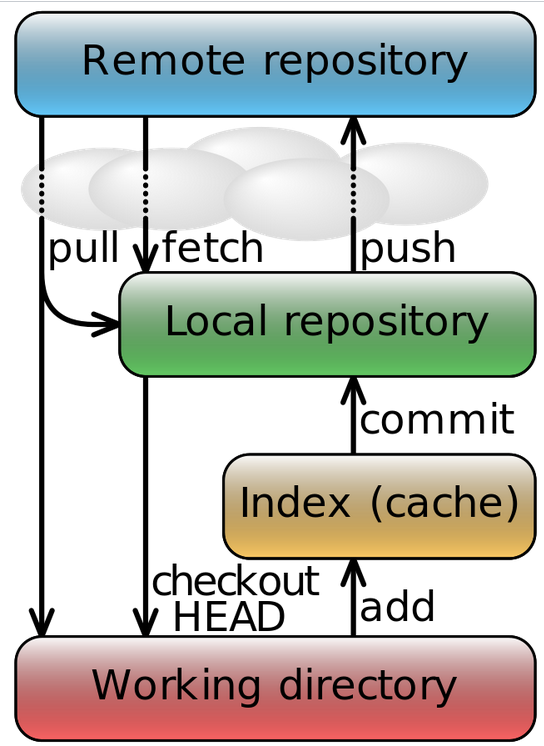 Remote repository
pull
fetch
push
Local repository
commit
Index (cache)
checkout
HEAD
add
Working directory